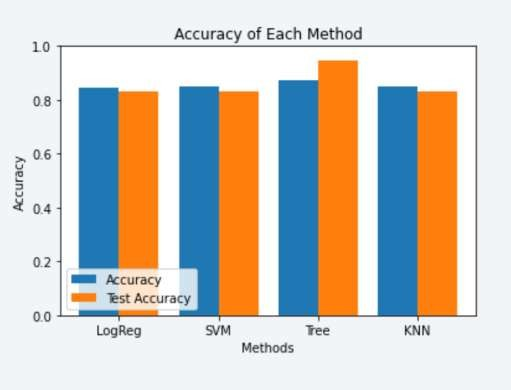 Accuracy of Each Method
1.0
0.8
0.6
0.4
0.2
0.0
Accuracy
Accuracy
Test Accuracy
LogReg SVM Tree KNN
Methods